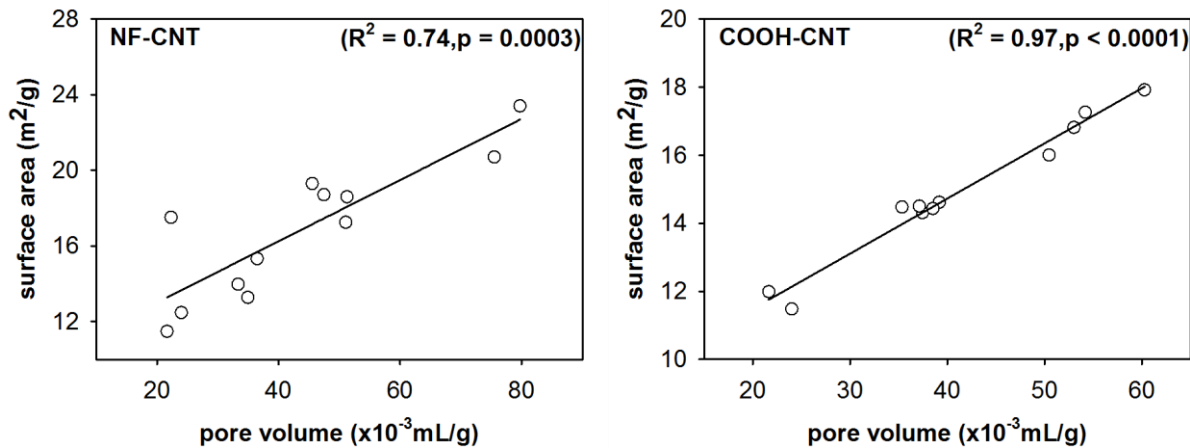 NF-CNT (R² = 0.74,p = 0.0003)
28
24
20
16
12
surface area (m²/g)
20 40 60 80
pore volume (x10⁻³mL/g)
COOH-CNT (R² = 0.97,p < 0.0001)
20
18
16
14
12
10
surface area (m²/g)
20 30 40 50 60
pore volume (x10⁻³mL/g)